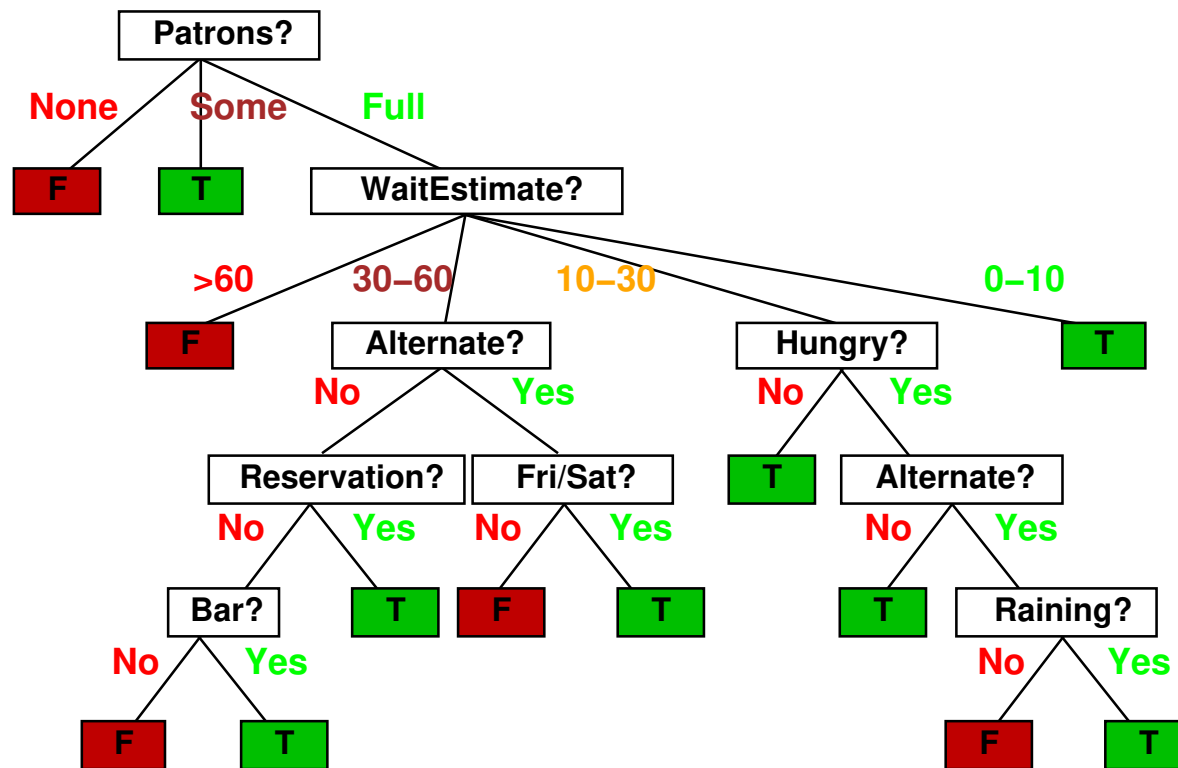 Patrons?
None Some Full
F T WaitEstimate?
>60 30–60 10–30 0–10
F Alternate? Hungry? T
No Yes No Yes
Reservation? Fri/Sat? T Alternate?
No Yes No Yes No Yes
Bar? T F T T Raining?
No Yes No Yes
F T F T